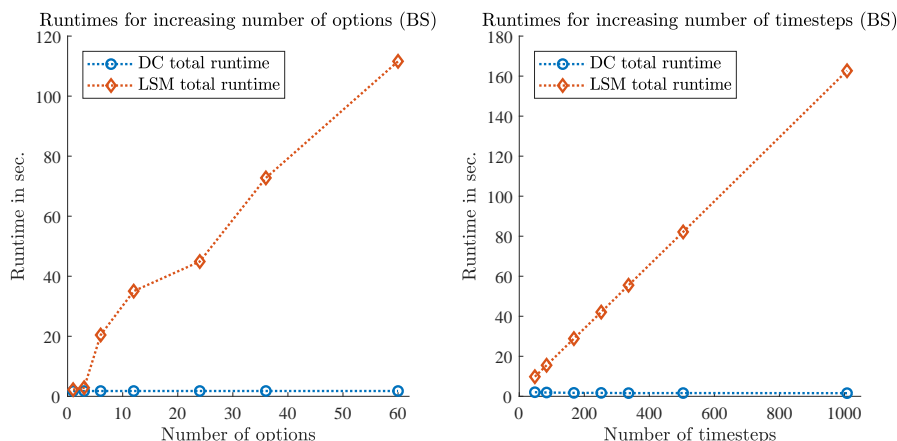 Runtimes for increasing number of options (BS)
120
100
80
60
40
20
0
Runtime in sec.
DC total runtime
LSM total runtime
0 10 20 30 40 50 60
Number of options
Runtimes for increasing number of timesteps (BS)
180
160
140
120
100
80
60
40
20
0
Runtime in sec.
DC total runtime
LSM total runtime
0 200 400 600 800 1000
Number of timesteps